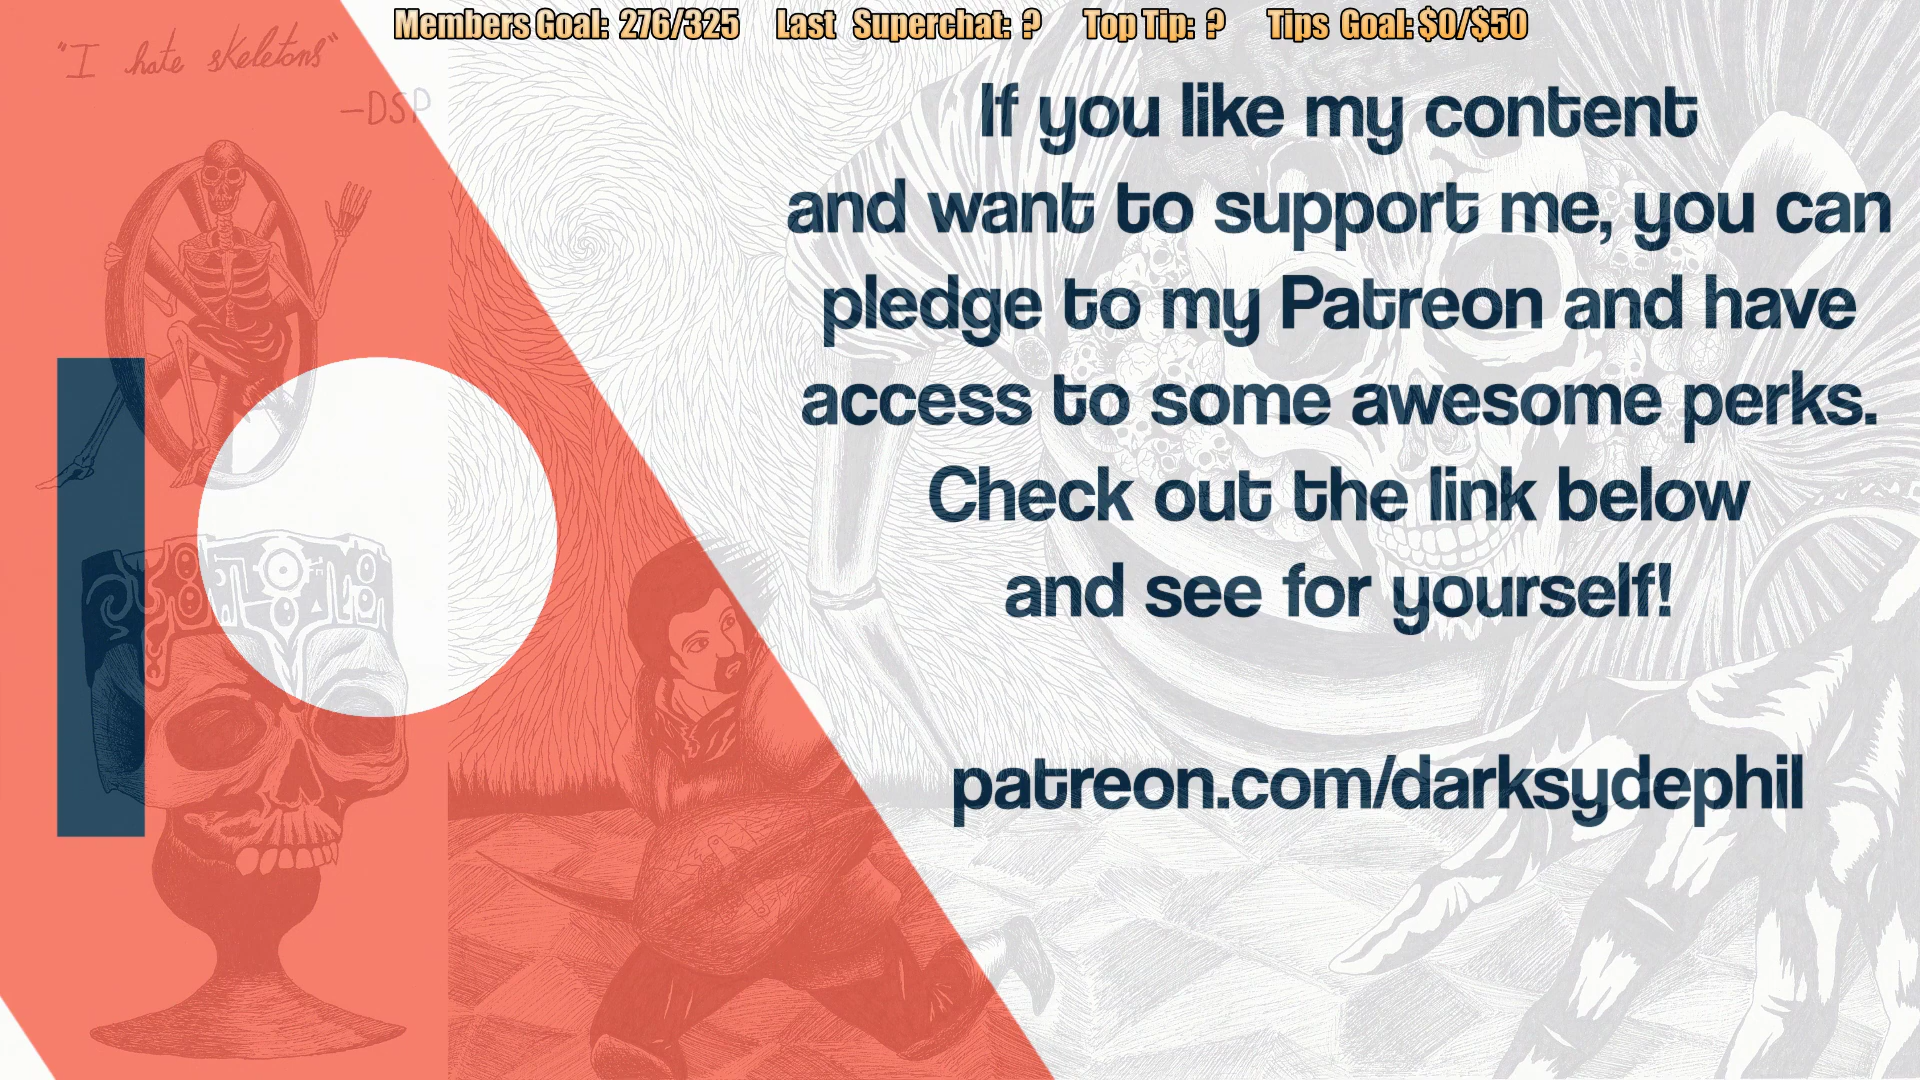 Members Goal: 276/325 Last Superchat: ? Top Tip: ? Tips Goal: $0/$50
"I hate skeletons"
—DSP
If you like my content
and want to support me, you can
pledge to my Patreon and have
access to some awesome perks.
Check out the link below
and see for yourself!
patreon.com/darksydephil